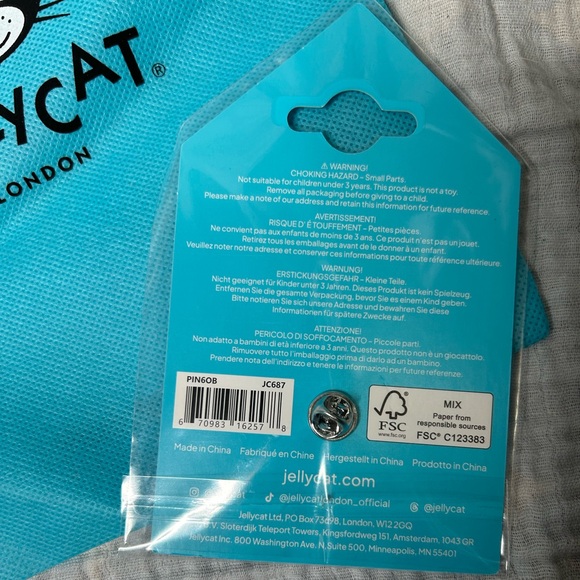 LYCAT®
LONDON
⚠ WARNING!
CHOKING HAZARD – Small Parts.
Not suitable for children under 3 years. This product is not a toy.
Remove all packaging before giving to a child.
Please make a note of our address and retain this information for future reference.
AVERTISSEMENT!
RISQUE D' ÉTOUFFEMENT – Petites pièces.
Ne convient pas aux enfants de moins de 3 ans. Ce produit n'est pas un jouet.
Retirez tous les emballages avant de le donner à un enfant.
Veuillez noter notre adresse et conserver ces informations pour toute référence ultérieure.
WARNUNG!
ERSTICKUNGSGEFAHR – Kleine Teile.
Nicht geeignet für Kinder unter 3 Jahren. Dieses Produkt ist kein Spielzeug.
Entfernen Sie die gesamte Verpackung, bevor Sie es einem Kind geben.
Bitte notieren Sie sich unsere Adresse und bewahren Sie diese
Informationen für spätere Zwecke auf.
ATTENZIONE!
PERICOLO DI SOFFOCAMENTO – Piccole parti.
Non adatto a bambini di età inferiore a 3 anni. Questo prodotto non è un giocattolo.
Rimuovere tutto l'imballaggio prima di darlo ad un bambino.
Prendere nota dell'indirizzo e tenere le informazioni per future referenze.
PIN6OB JC687
6 70983 16257 8
FSC
www.fsc.org
MIX
Paper from
responsible sources
FSC® C123383
Made in China Fabriqué en Chine Hergestellt in China Prodotto in China
jellycat.com
@jellycatlondon_official @jellycat
Jellycat Ltd, PO Box 73698, London, W12 2GQ
V. Sloterdijk Teleport Towers, Kingsfordweg 151, Amsterdam, 1043 GR
Jellycat Inc. 800 Washington Ave. N, Suite 500, Minneapolis, MN 55401